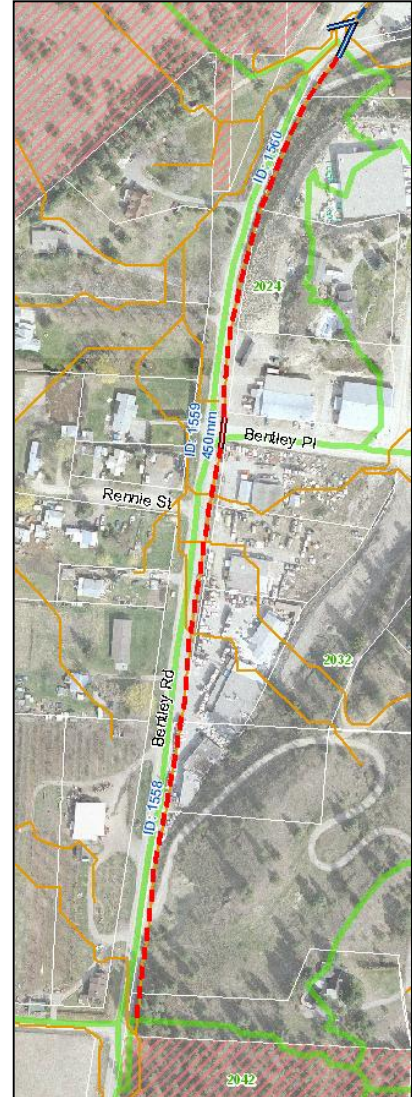 ID: 1560
2024
ID: 1559
450mm
Bentley Pl
Rennie St
2032
Bentley Rd
ID: 1558
2042